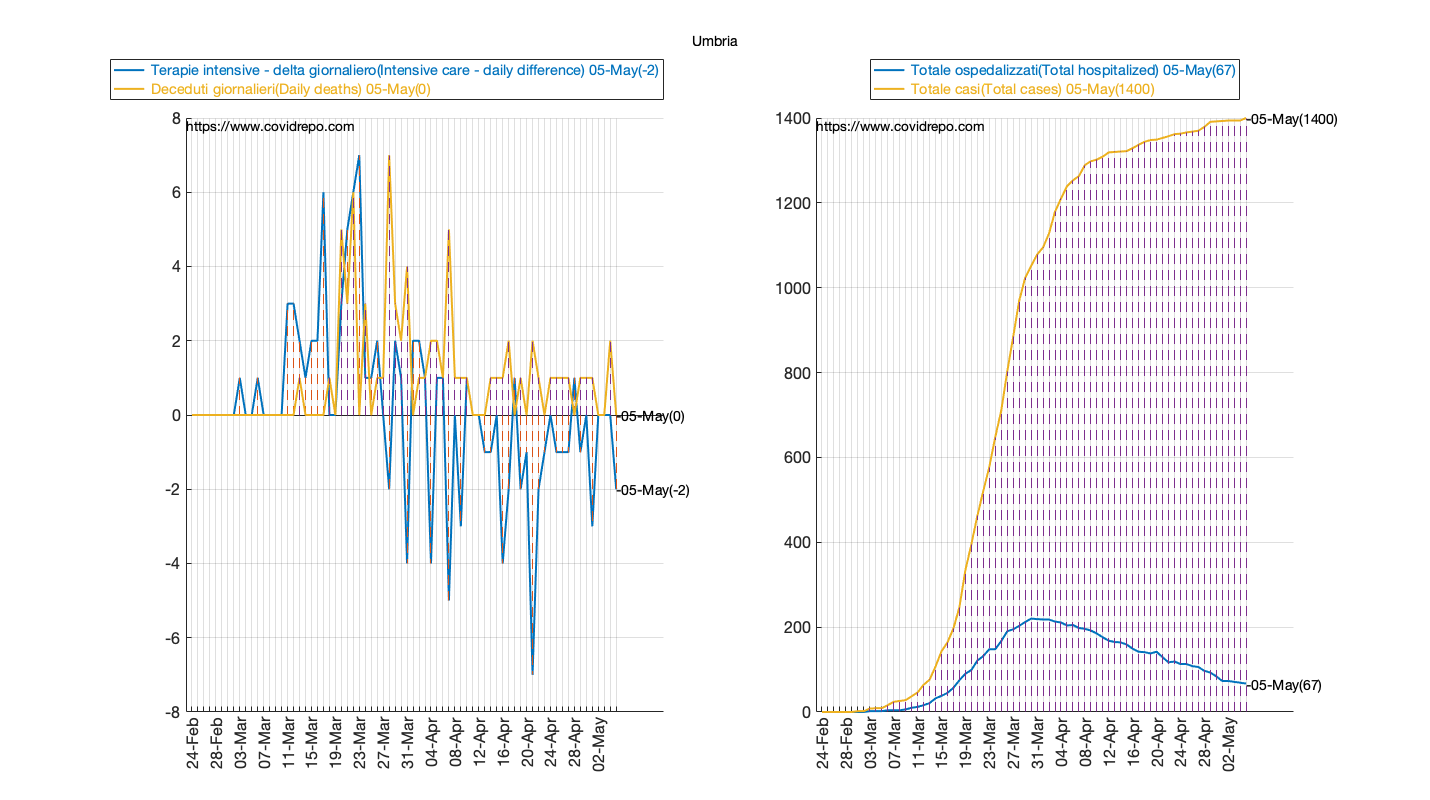 Umbria
Terapie intensive - delta giornaliero(Intensive care - daily difference) 05-May(-2)
Deceduti giornalieri(Daily deaths) 05-May(0)
https://www.covidrepo.com
8
6
4
2
0
-2
-4
-6
-8
-05-May(0)
-05-May(-2)
24-Feb
28-Feb
03-Mar
07-Mar
11-Mar
15-Mar
19-Mar
23-Mar
27-Mar
31-Mar
04-Apr
08-Apr
12-Apr
16-Apr
20-Apr
24-Apr
28-Apr
02-May
Totale ospedalizzati(Total hospitalized) 05-May(67)
Totale casi(Total cases) 05-May(1400)
https://www.covidrepo.com
1400
1200
1000
800
600
400
200
0
-05-May(1400)
-05-May(67)
24-Feb
28-Feb
03-Mar
07-Mar
11-Mar
15-Mar
19-Mar
23-Mar
27-Mar
31-Mar
04-Apr
08-Apr
12-Apr
16-Apr
20-Apr
24-Apr
28-Apr
02-May